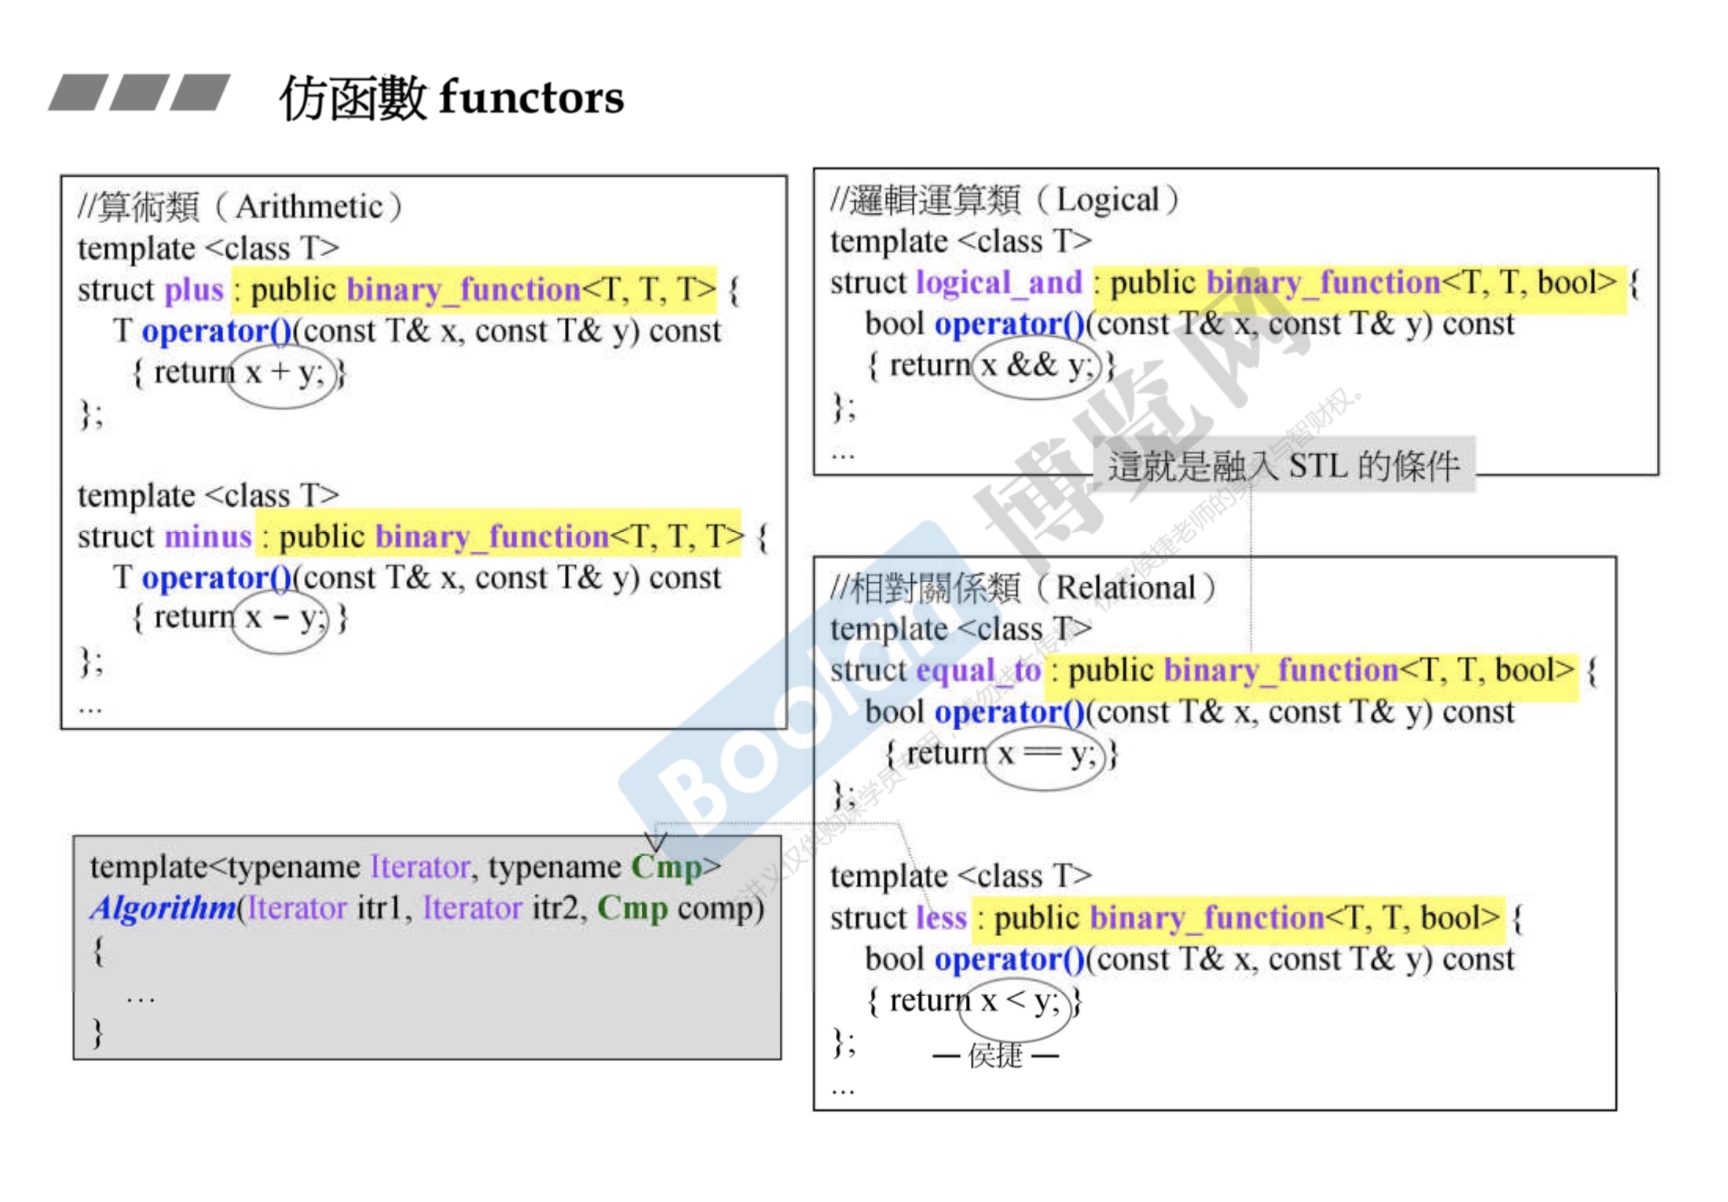 仿函數 functors
//算術類（Arithmetic）
template <class T>
struct plus : public binary_function<T, T, T> {
T operator()(const T& x, const T& y) const
{ return x + y; }
};
template <class T>
struct minus : public binary_function<T, T, T> {
T operator()(const T& x, const T& y) const
{ return x − y; }
};
...
template<typename Iterator, typename Cmp>
Algorithm(Iterator itr1, Iterator itr2, Cmp comp)
{
...
}
//邏輯運算類（Logical）
template <class T>
struct logical_and : public binary_function<T, T, bool> {
bool operator()(const T& x, const T& y) const
{ return x && y; }
};
...
這就是融入 STL 的條件
//相對關係類（Relational）
template <class T>
struct equal_to : public binary_function<T, T, bool> {
bool operator()(const T& x, const T& y) const
{ return x == y; }
};
template <class T>
struct less : public binary_function<T, T, bool> {
bool operator()(const T& x, const T& y) const
{ return x < y; }
};
...
— 侯捷 —
Boolan
博览网